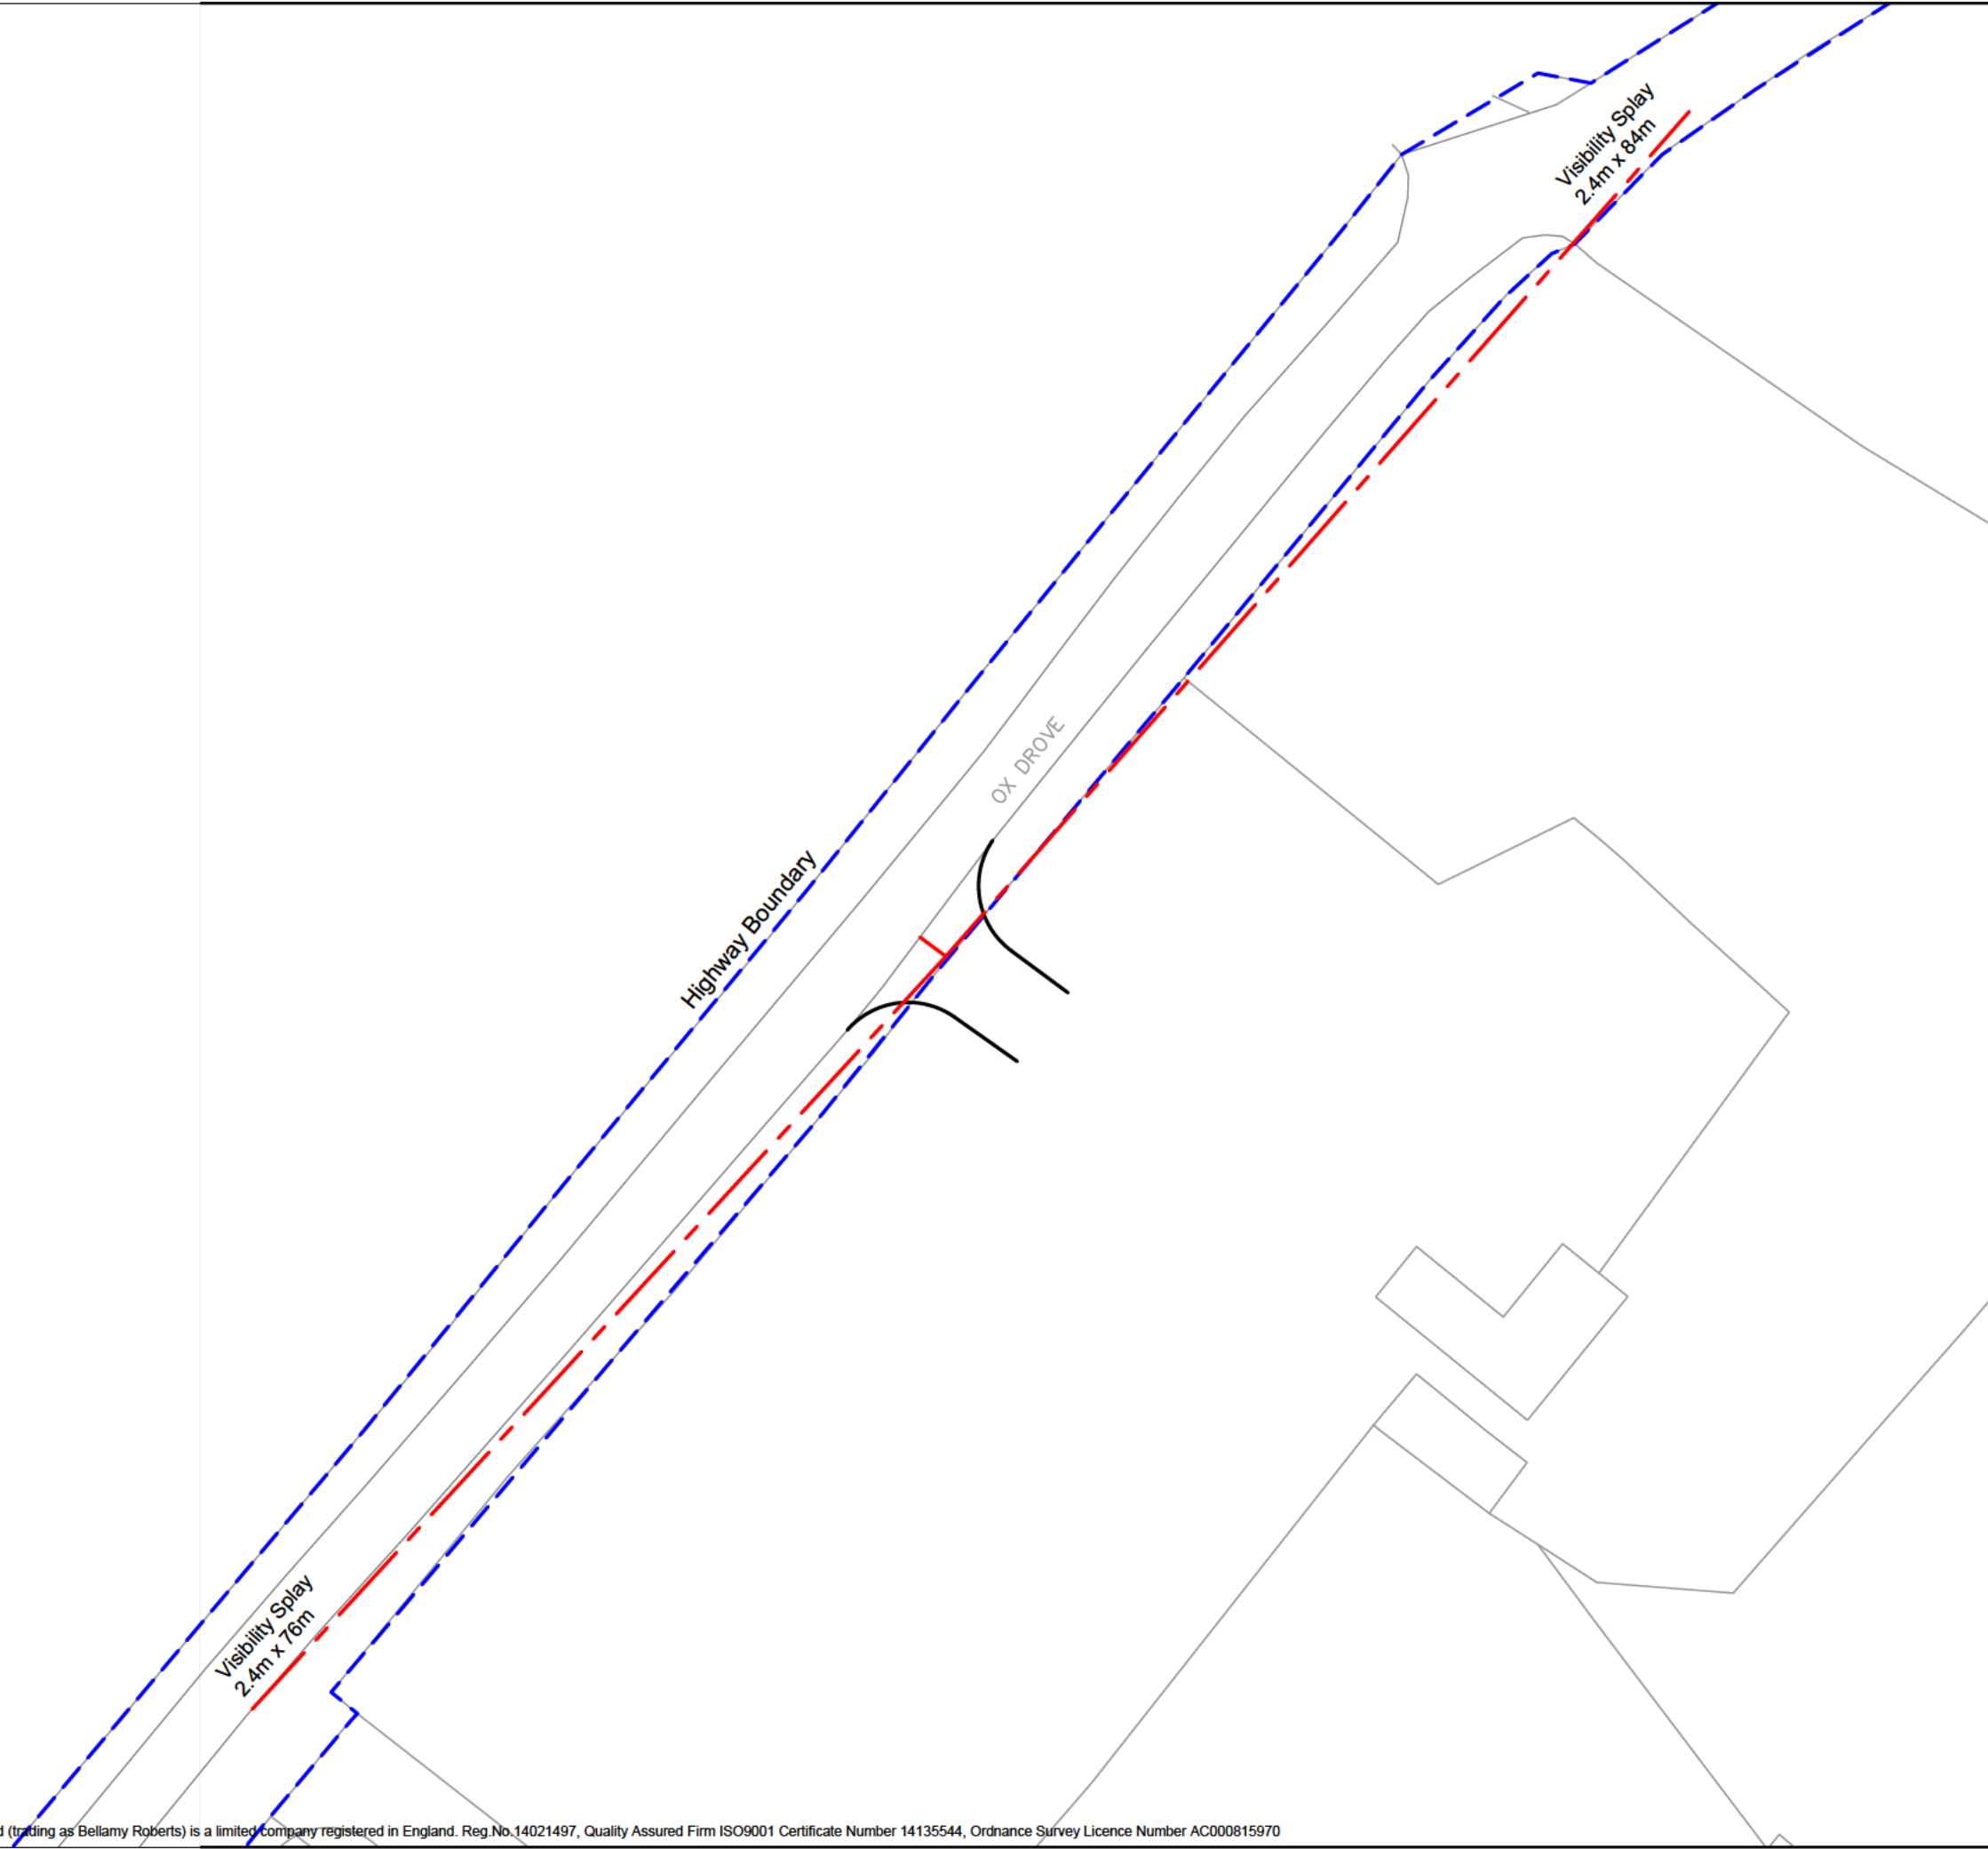 Visibility Splay
2.4m x 84m
OX DROVE
Highway Boundary
Visibility Splay
2.4m x 76m
(trading as Bellamy Roberts) is a limited company registered in England. Reg.No.14021497, Quality Assured Firm ISO9001 Certificate Number 14135544, Ordnance Survey Licence Number AC000815970